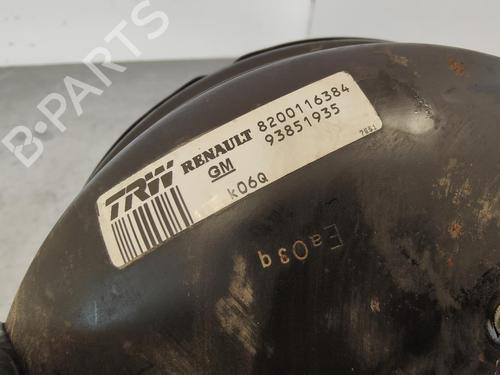 B-PARTS
TRW
RENAULT 8200116384
GM 93851935
K06Q
Ea03q